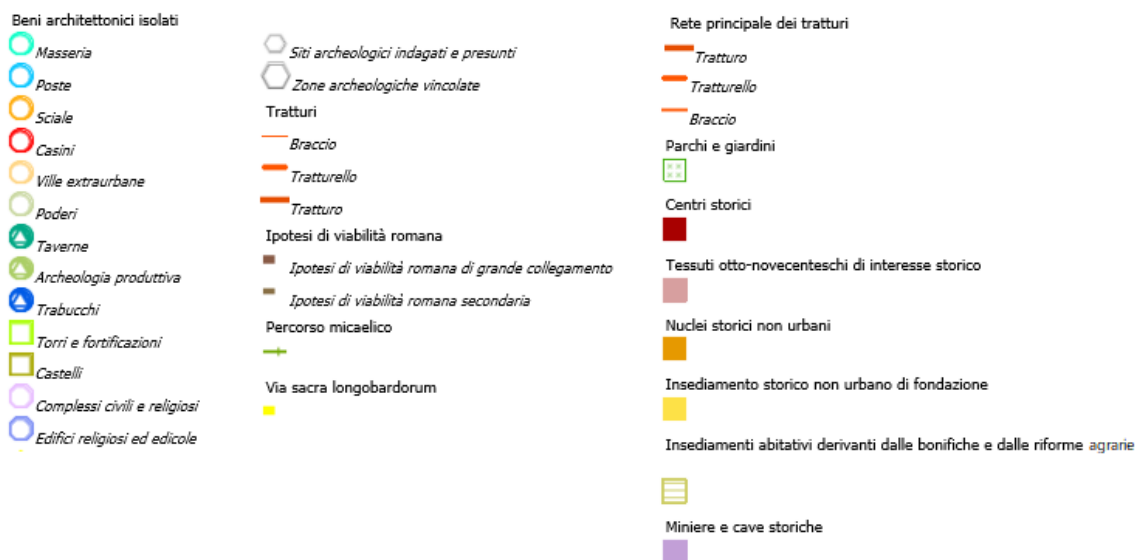 Beni architettonici isolati
Masseria
Poste
Sciale
Casini
Ville extraurbane
Poderi
Taverne
Archeologia produttiva
Trabucchi
Torri e fortificazioni
Castelli
Complessi civili e religiosi
Edifici religiosi ed edicole
Siti archeologici indagati e presunti
Zone archeologiche vincolate
Tratturi
Braccio
Tratturello
Tratturo
Ipotesi di viabilità romana
Ipotesi di viabilità romana di grande collegamento
Ipotesi di viabilità romana secondaria
Percorso micaelico
Via sacra longobardorum
Rete principale dei tratturi
Tratturo
Tratturello
Braccio
Parchi e giardini
Centri storici
Tessuti otto-novecenteschi di interesse storico
Nuclei storici non urbani
Insediamento storico non urbano di fondazione
Insediamenti abitativi derivanti dalle bonifiche e dalle riforme agrarie
Miniere e cave storiche